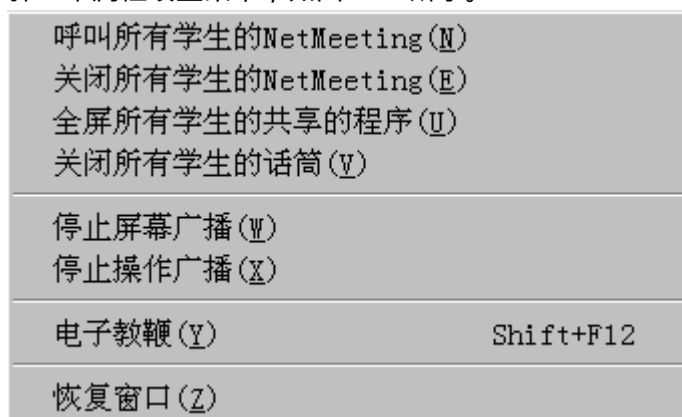 呼叫所有学生的NetMeeting(N)
关闭所有学生的NetMeeting(E)
全屏所有学生的共享的程序(U)
关闭所有学生的话筒(V)
停止屏幕广播(W)
停止操作广播(X)
电子教鞭(Y) Shift+F12
恢复窗口(Z)